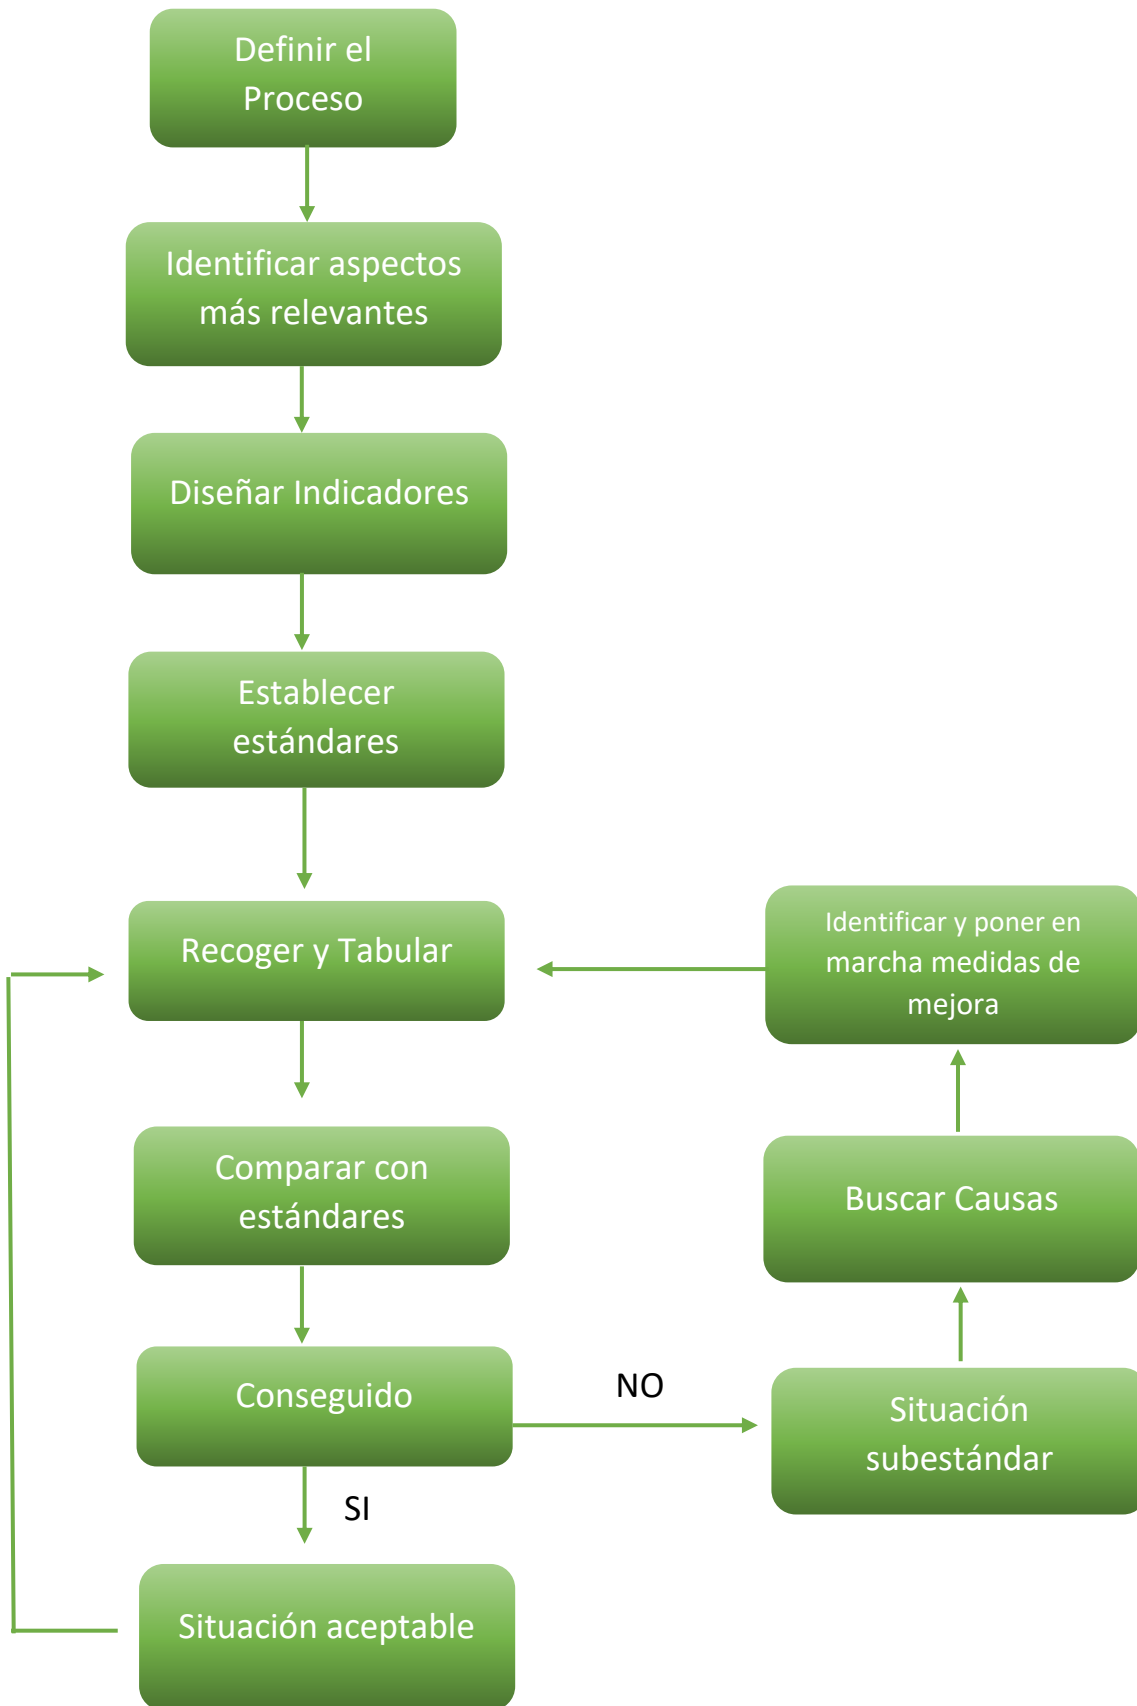 Definir el
Proceso
Identificar aspectos
más relevantes
Diseñar Indicadores
Establecer
estándares
Recoger y Tabular
Identificar y poner en
marcha medidas de
mejora
Comparar con
estándares
Buscar Causas
Conseguido
NO
Situación
subestándar
SI
Situación aceptable